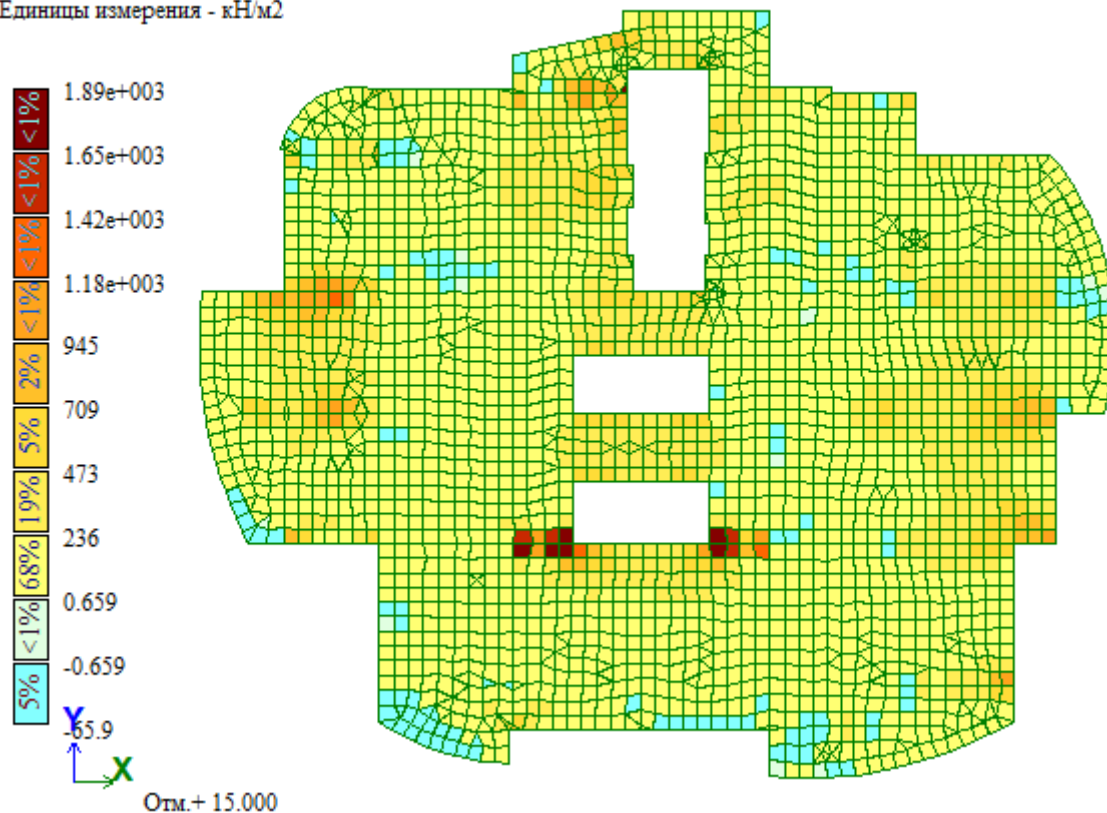 Единицы измерения - кН/м2
1.89e+003
<1%
1.65e+003
<1%
1.42e+003
<1%
1.18e+003
<1%
945
2%
709
5%
473
19%
236
68%
0.659
<1%
-0.659
5%
Y
-65.9
X
Отм.+ 15.000